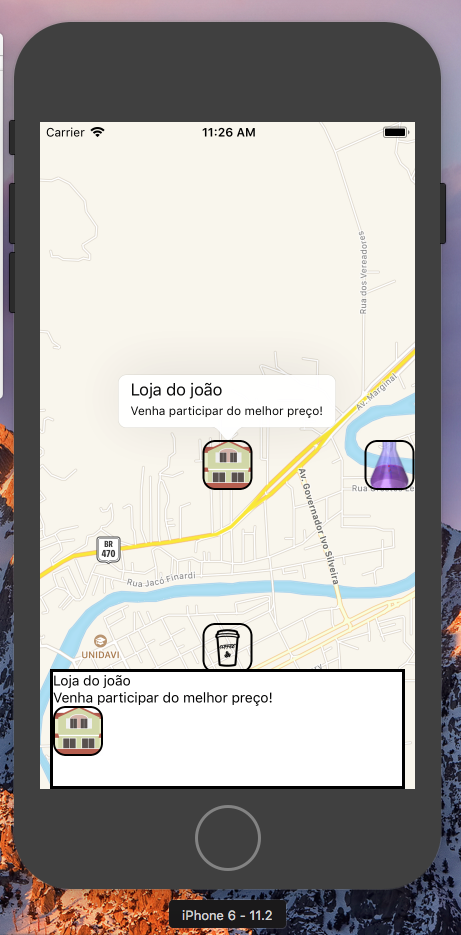 Carrier
11:26 AM
Rua dos Vereadores
Loja do joão
Venha participar do melhor preço!
Av. Marginal
Rua
Av. Governador Ivo Silveira
BR
470
Rua Jacó Finardi
COFFEE
UNIDAVI
Loja do joão
Venha participar do melhor preço!
iPhone 6 - 11.2